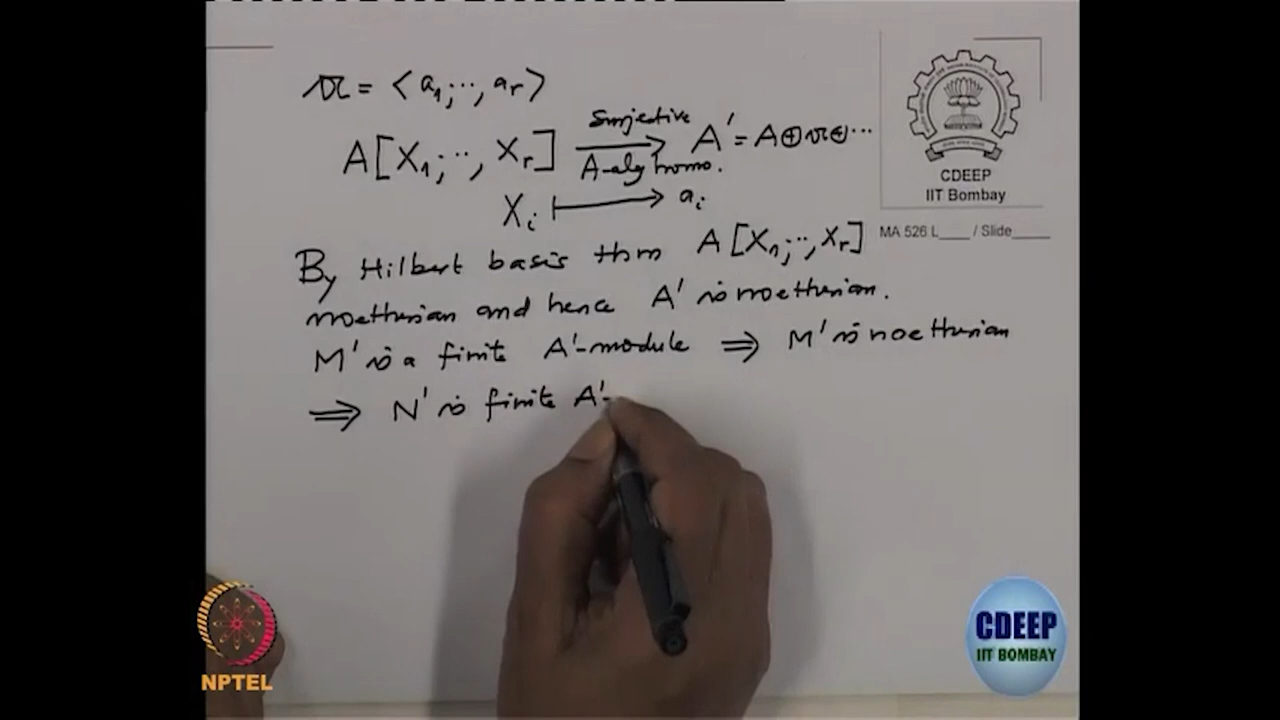 𝔞 = ⟨a₁,..., aᵣ⟩
A[X₁,..., Xᵣ] surjective → A' = A⊕𝔞⊕...
A-alg homo.
Xᵢ ↦ aᵢ
By Hilbert basis thm A[X₁,..., Xᵣ]
noetherian and hence A' is noetherian.
M' is a finite A'-module ⇒ M' is noetherian
⇒ N' is finite A'-
CDEEP
IIT Bombay
MA 526 L____ / Slide_____
NPTEL
CDEEP
IIT BOMBAY